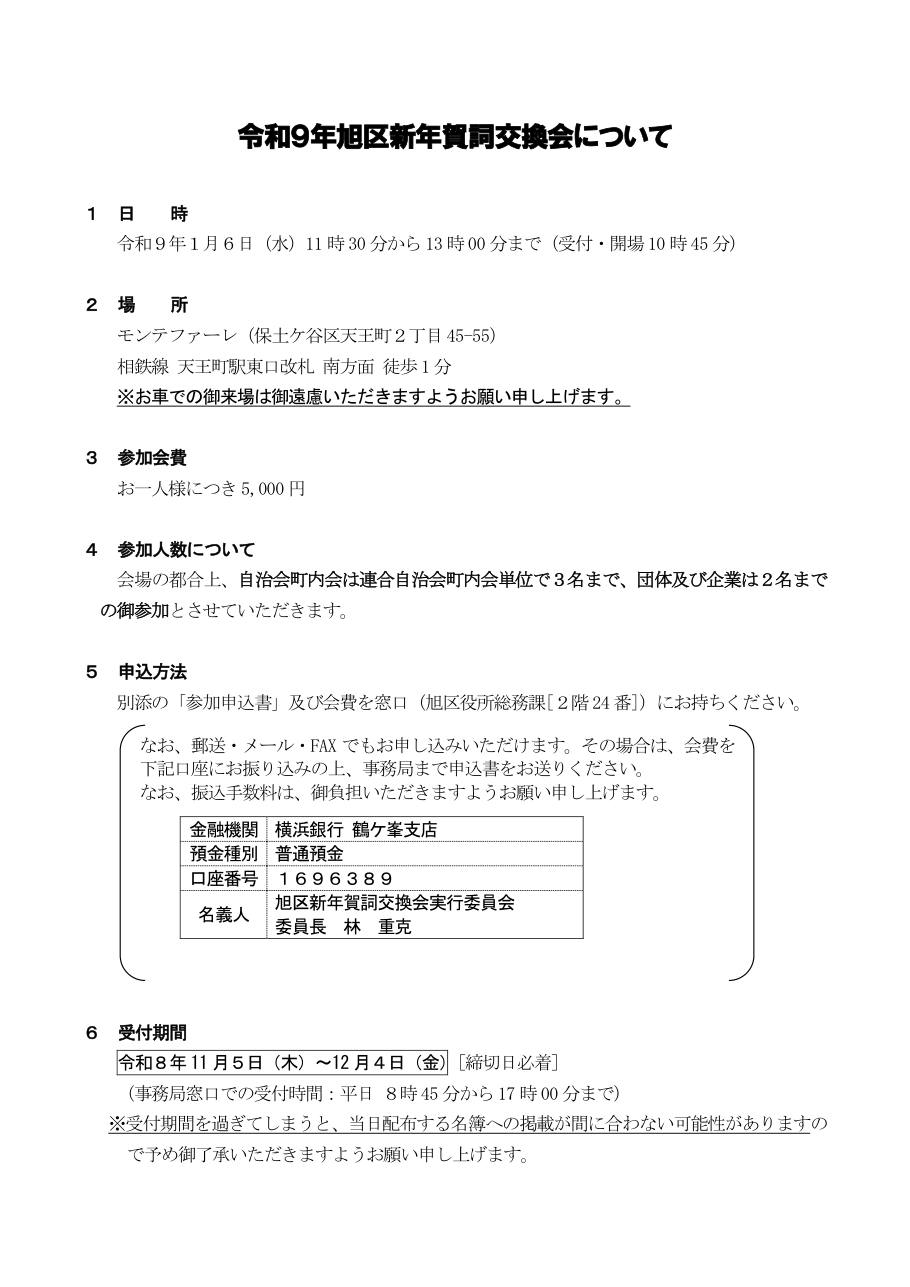 令和９年旭区新年賀詞交換会について
１　日　　時
令和９年１月６日（水）11時30分から13時00分まで（受付・開場10時45分）
２　場　　所
モンテファーレ（保土ケ谷区天王町２丁目45-55）
相鉄線 天王町駅東口改札 南方面 徒歩１分
※お車での御来場は御遠慮いただきますようお願い申し上げます。
３　参加会費
お一人様につき5,000円
４　参加人数について
会場の都合上、自治会町内会は連合自治会町内会単位で３名まで、団体及び企業は２名まで
の御参加とさせていただきます。
５　申込方法
別添の「参加申込書」及び会費を窓口（旭区役所総務課[２階24番]）にお持ちください。
なお、郵送・メール・FAXでもお申し込みいただけます。その場合は、会費を
下記口座にお振り込みの上、事務局まで申込書をお送りください。
なお、振込手数料は、御負担いただきますようお願い申し上げます。
金融機関　横浜銀行 鶴ケ峯支店
預金種別　普通預金
口座番号　１６９６３８９
名義人　旭区新年賀詞交換会実行委員会
委員長　林　重克
６　受付期間
令和８年11月５日（木）～12月４日（金）［締切日必着］
（事務局窓口での受付時間：平日 ８時45分から17時00分まで）
※受付期間を過ぎてしまうと、当日配布する名簿への掲載が間に合わない可能性がありますの
で予め御了承いただきますようお願い申し上げます。